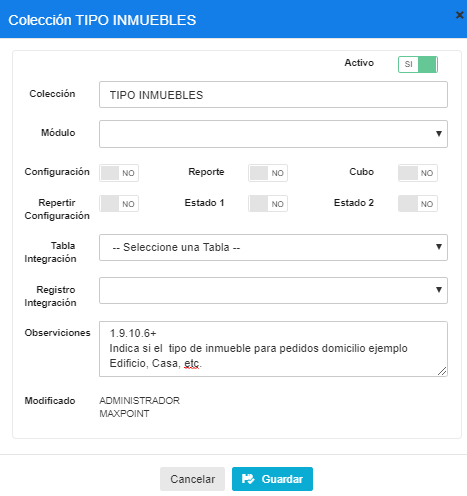 Colección TIPO INMUEBLES
Activo SI
Colección TIPO INMUEBLES
Módulo
Configuración NO Reporte NO Cubo NO
Repertir Configuración NO Estado 1 NO Estado 2 NO
Tabla Integración -- Seleccione una Tabla --
Registro Integración
Observiciones 1.9.10.6+
Indica si el tipo de inmueble para pedidos domicilio ejemplo
Edificio, Casa, etc.
Modificado ADMINISTRADOR
MAXPOINT
Cancelar Guardar